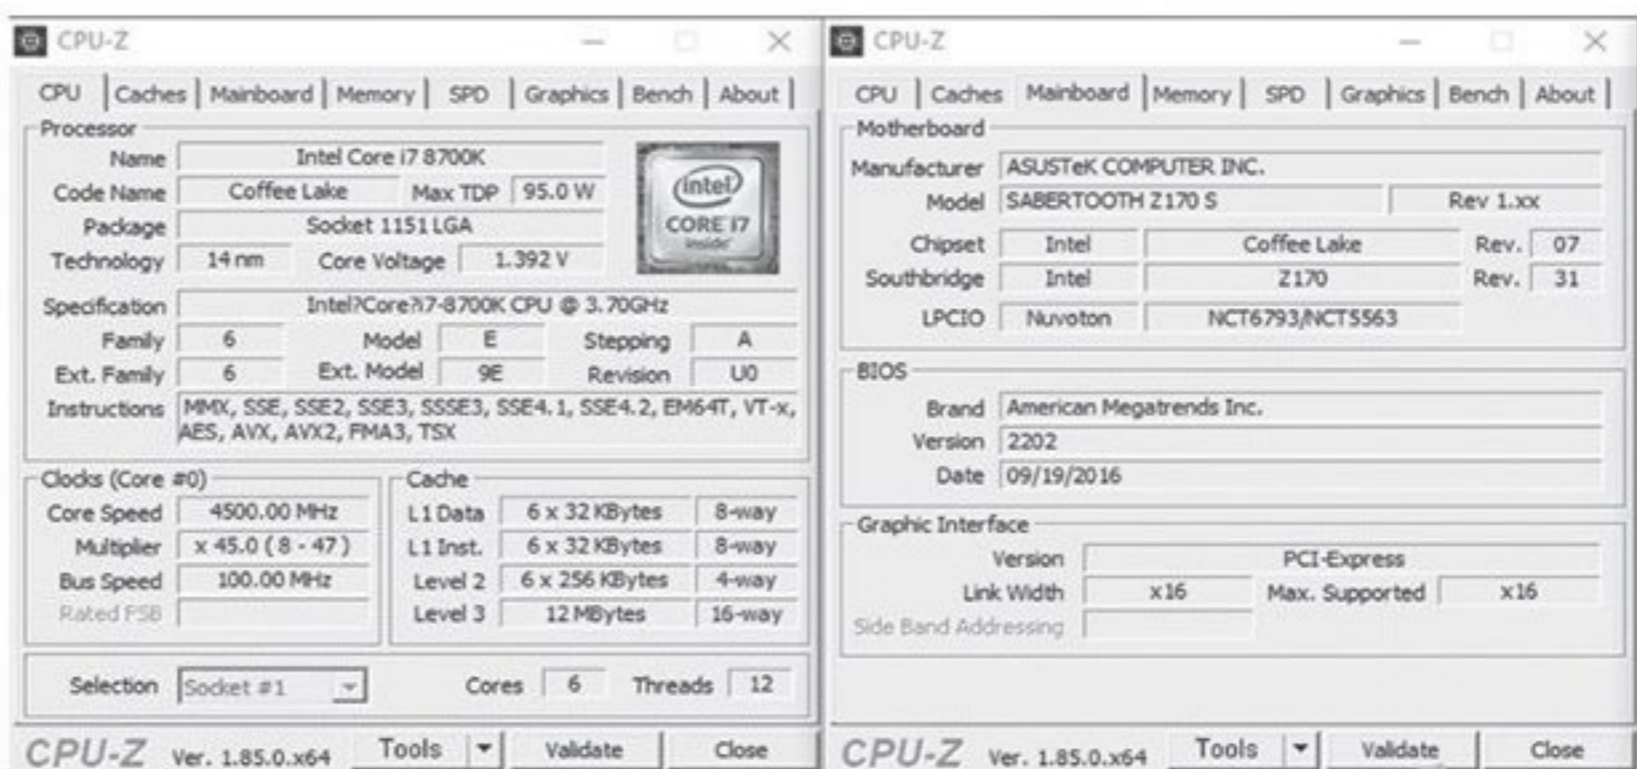 CPU-Z
CPU Caches Mainboard Memory SPD Graphics Bench About
Processor
Name Intel Core i7 8700K
Code Name Coffee Lake Max TDP 95.0 W
Package Socket 1151 LGA
Technology 14 nm Core Voltage 1.392 V
intel
CORE i7
inside
Specification Intel?Core?i7-8700K CPU @ 3.70GHz
Family 6 Model E Stepping A
Ext. Family 6 Ext. Model 9E Revision U0
Instructions MMX, SSE, SSE2, SSE3, SSSE3, SSE4.1, SSE4.2, EM64T, VT-x,
AES, AVX, AVX2, FMA3, TSX
Clocks (Core #0)
Core Speed 4500.00 MHz
Multiplier x 45.0 ( 8 - 47 )
Bus Speed 100.00 MHz
Rated FSB
Cache
L1 Data 6 x 32 KBytes 8-way
L1 Inst. 6 x 32 KBytes 8-way
Level 2 6 x 256 KBytes 4-way
Level 3 12 MBytes 16-way
Selection Socket #1 Cores 6 Threads 12
CPU-Z Ver. 1.85.0.x64 Tools Validate Close
CPU-Z
CPU Caches Mainboard Memory SPD Graphics Bench About
Motherboard
Manufacturer ASUSTeK COMPUTER INC.
Model SABERTOOTH Z170 S Rev 1.xx
Chipset Intel Coffee Lake Rev. 07
Southbridge Intel Z170 Rev. 31
LPCIO Nuvoton NCT6793/NCT5563
BIOS
Brand American Megatrends Inc.
Version 2202
Date 09/19/2016
Graphic Interface
Version PCI-Express
Link Width x16 Max. Supported x16
Side Band Addressing
CPU-Z Ver. 1.85.0.x64 Tools Validate Close